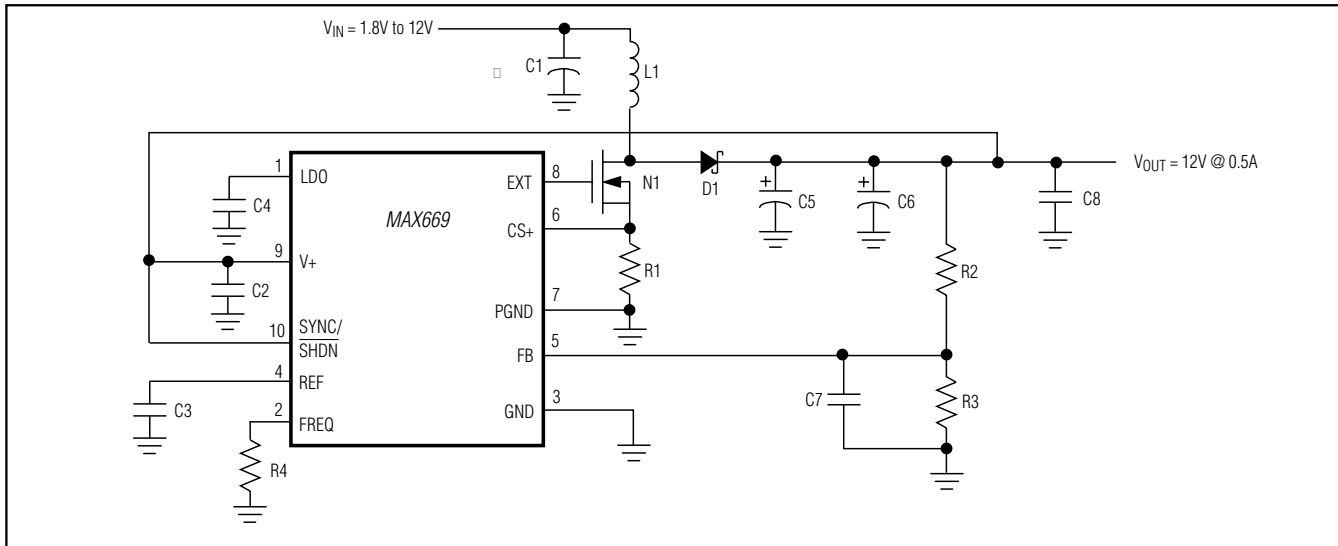 V_IN = 1.8V to 12V
C1
L1
1
LDO
EXT
8
N1
D1
C5
C6
C8
V_OUT = 12V @ 0.5A
C4
MAX669
CS+
6
9
V+
C2
R1
R2
PGND
7
10
SYNC/
SHDN
FB
5
4
REF
C3
C7
R3
2
FREQ
GND
3
R4
+
+